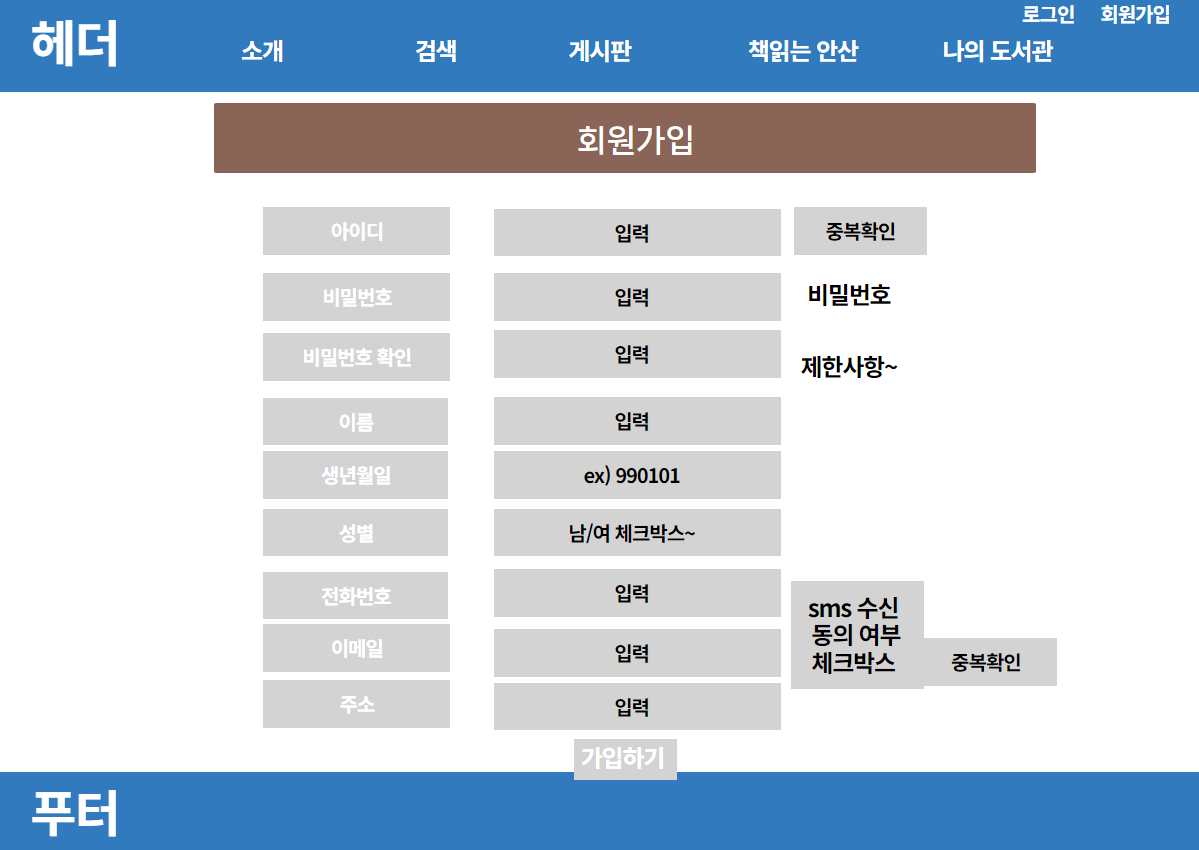 로그인 회원가입
헤더
소개 검색 게시판 책읽는 안산 나의 도서관
회원가입
아이디 입력 중복확인
비밀번호 입력 비밀번호
비밀번호 확인 입력 제한사항~
이름 입력
생년월일 ex) 990101
성별 남/여 체크박스~
전화번호 입력
sms 수신
동의 여부
체크박스
이메일 입력 중복확인
주소 입력
가입하기
푸터